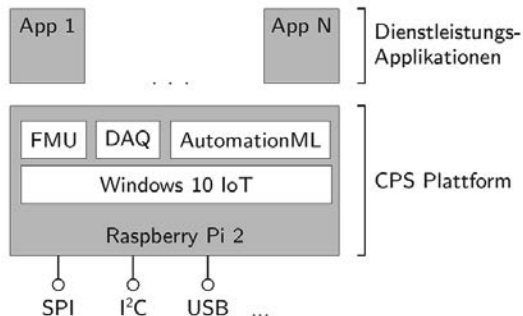 App 1
App N
Dienstleistungs-
Applikationen
. . .
FMU
DAQ
AutomationML
Windows 10 IoT
CPS Plattform
Raspberry Pi 2
SPI
I²C
USB
...